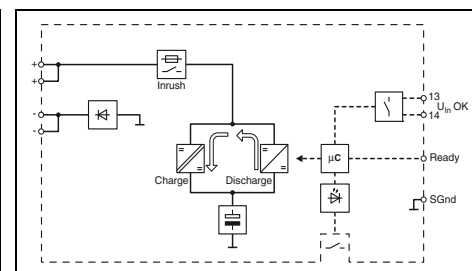 +
+
Inrush
-
-
13
U In OK
14
Charge
Discharge
µC
Ready
SGnd